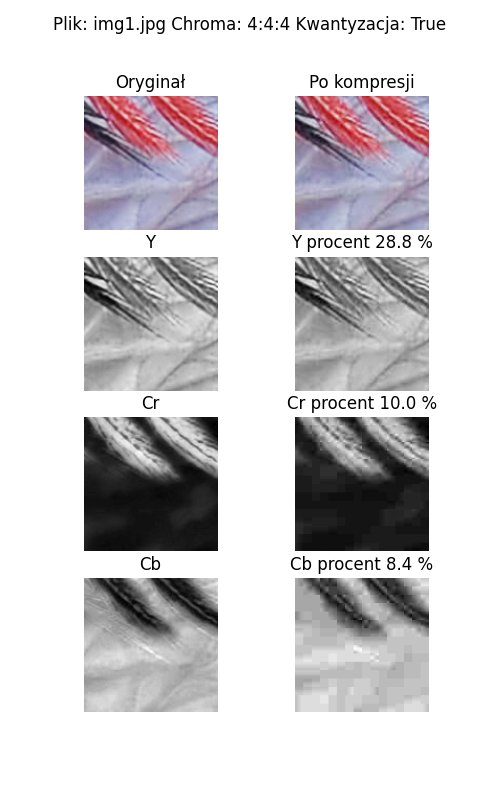 Plik: img1.jpg Chroma: 4:4:4 Kwantyzacja: True
Oryginał
Po kompresji
Y
Y procent 28.8 %
Cr
Cr procent 10.0 %
Cb
Cb procent 8.4 %